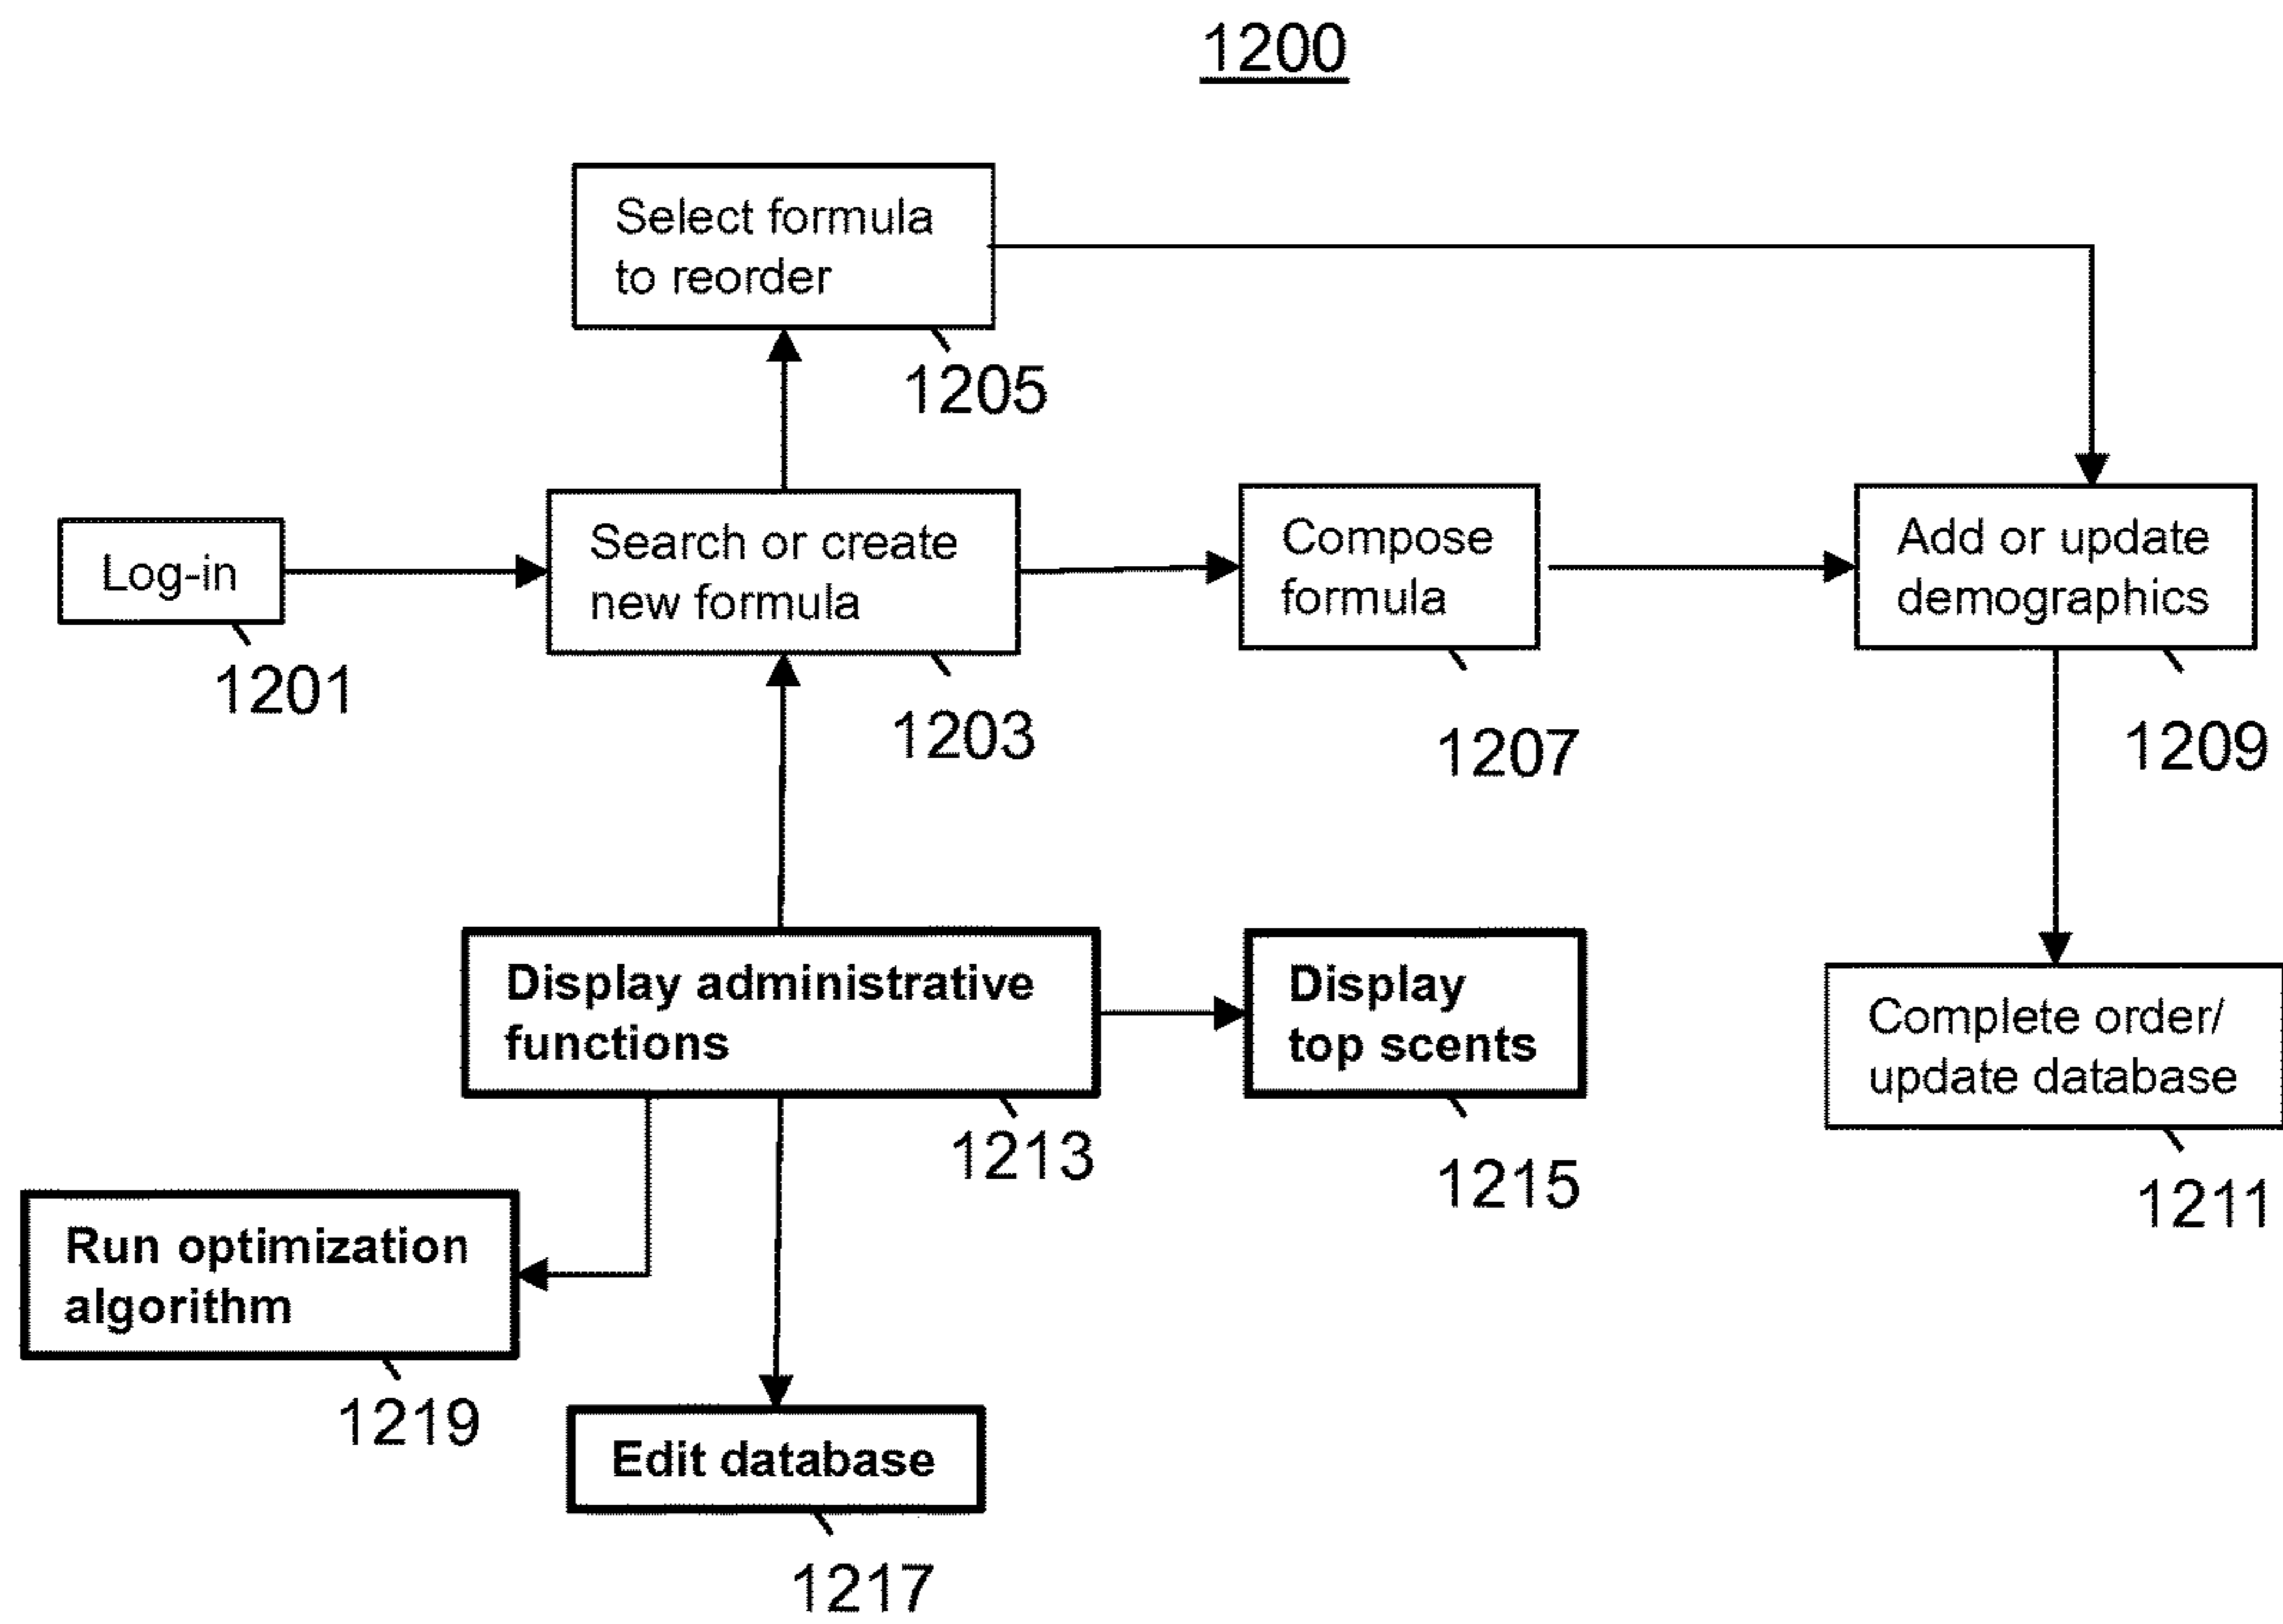 1200
Select formula
to reorder
1205
Log-in
1201
Search or create
new formula
1203
Compose
formula
1207
Add or update
demographics
1209
Display administrative
functions
1213
Display
top scents
1215
Complete order/
update database
1211
Run optimization
algorithm
1219
Edit database
1217